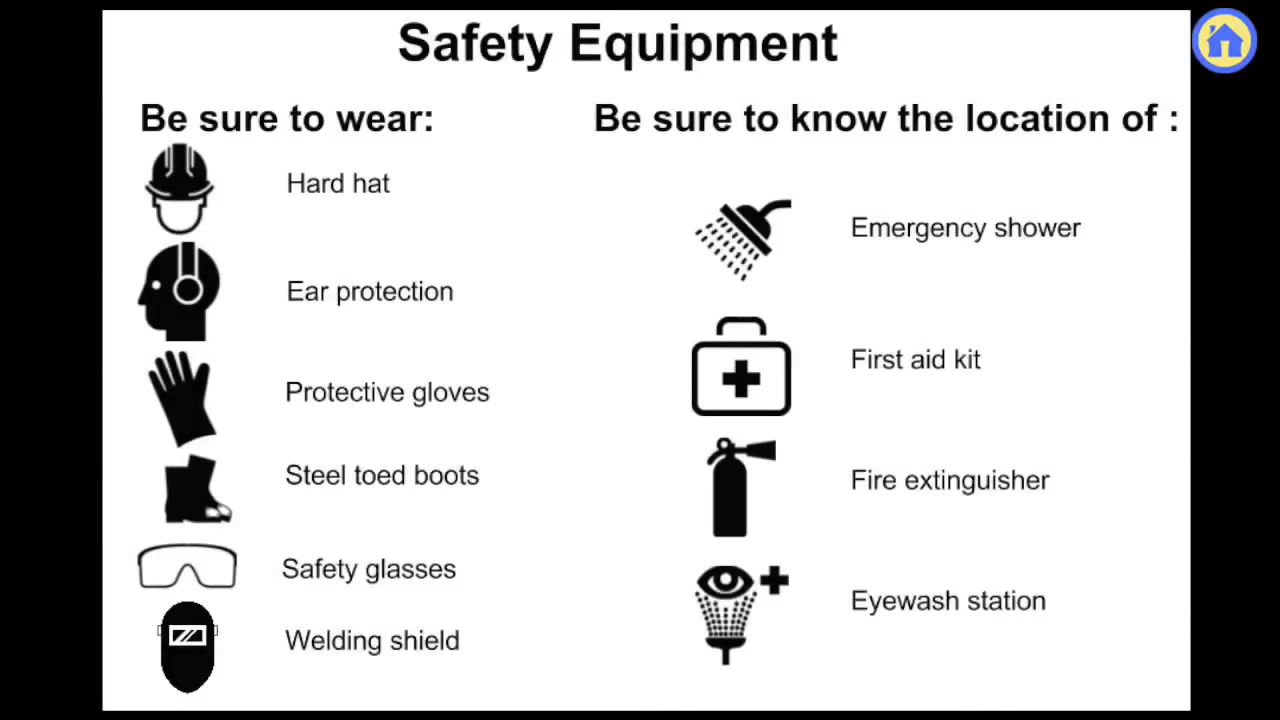 Safety Equipment
Be sure to wear:
Hard hat
Ear protection
Protective gloves
Steel toed boots
Safety glasses
Welding shield
Be sure to know the location of :
Emergency shower
First aid kit
Fire extinguisher
Eyewash station